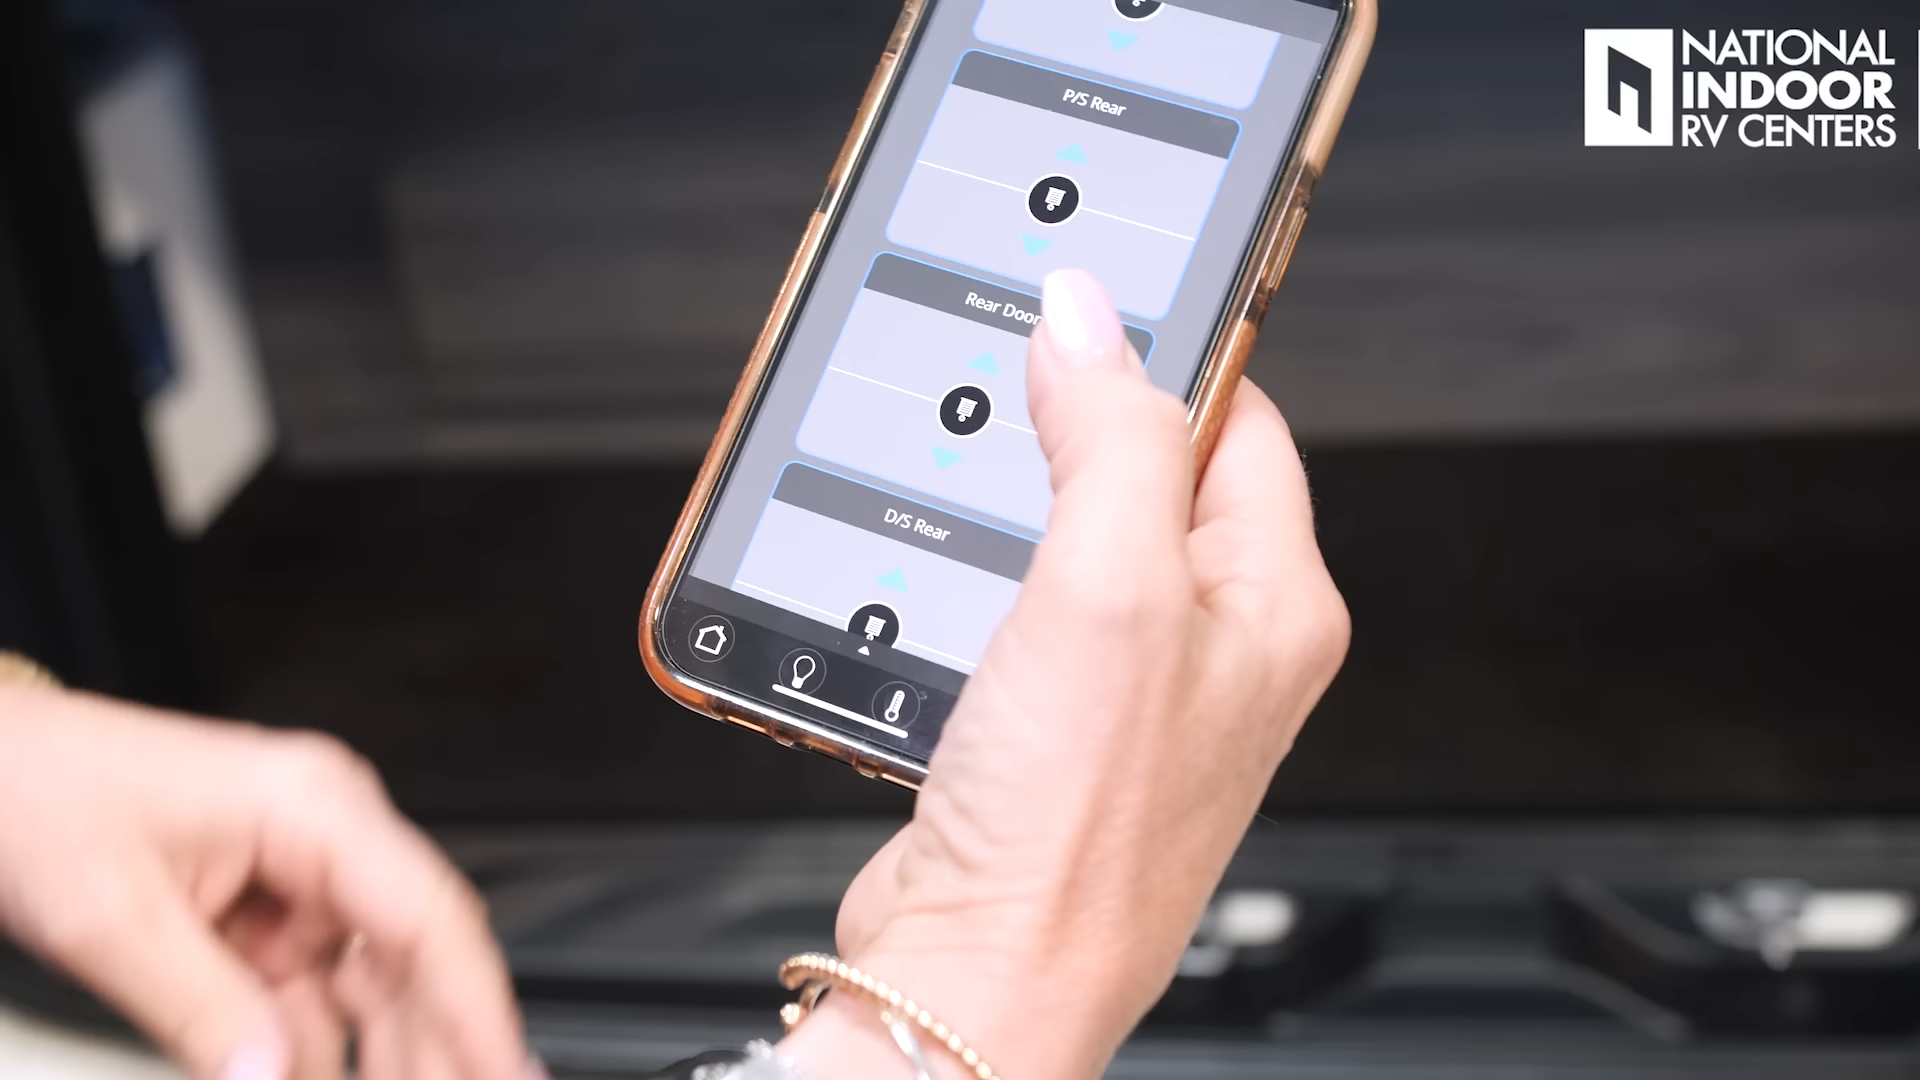 NATIONAL
INDOOR
RV CENTERS
P/S Rear
Rear Door
D/S Rear